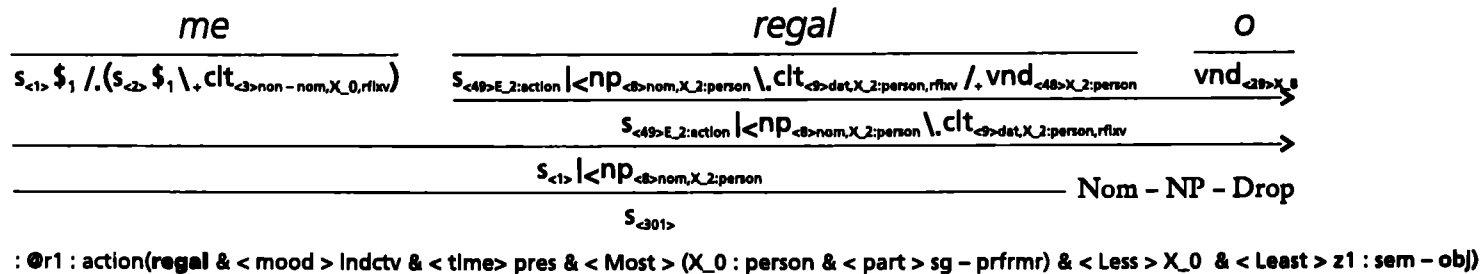 me regal o
s<1>$₁ /.(s<2>$₁ \₊ clt<3>non-nom,X_0,rflxv) s<49>E_2:action |<np<8>nom,X_2:person \. clt<9>dat,X_2:person,rflxv /₊ vnd<48>X_2:person vnd<29>X_8
s<49>E_2:action |<np<8>nom,X_2:person \. clt<9>dat,X_2:person,rflxv
s<1> |<np<8>nom,X_2:person
Nom – NP – Drop
s<301>
: @r1 : action(regal & < mood > indctv & < time > pres & < Most > (X_0 : person & < part > sg – prfrmr) & < Less > X_0 & < Least > z1 : sem – obj)